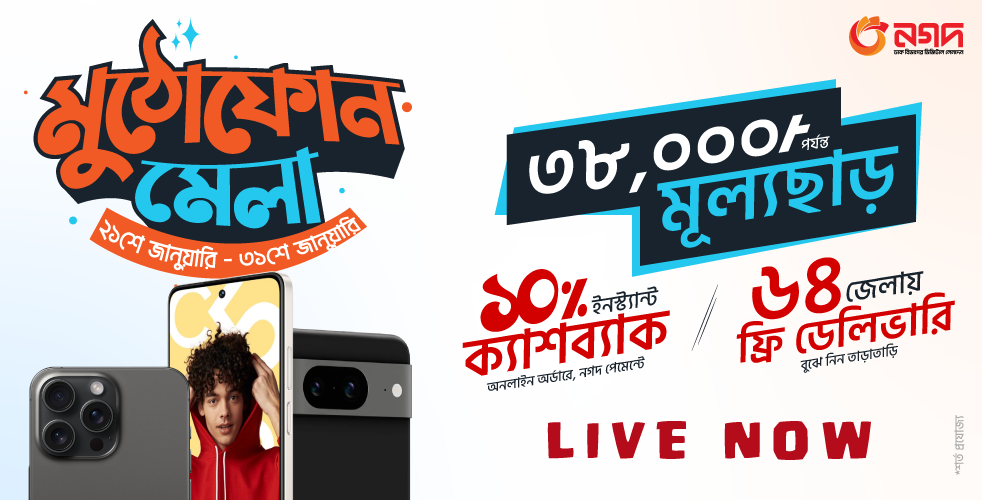 মুঠোফোন
মেলা
২১শে জানুয়ারি - ৩১শে জানুয়ারি
নগদ
ডাক বিভাগের ডিজিটাল লেনদেন
৩৮,০০০/- পর্যন্ত
মূল্যছাড়
১০% ইনস্ট্যান্ট
ক্যাশব্যাক
অনলাইন অর্ডারে, নগদ পেমেন্টে
৬৪ জেলায়
ফ্রি ডেলিভারি
বুঝে নিন তাড়াতাড়ি
LIVE NOW
*শর্ত প্রযোজ্য